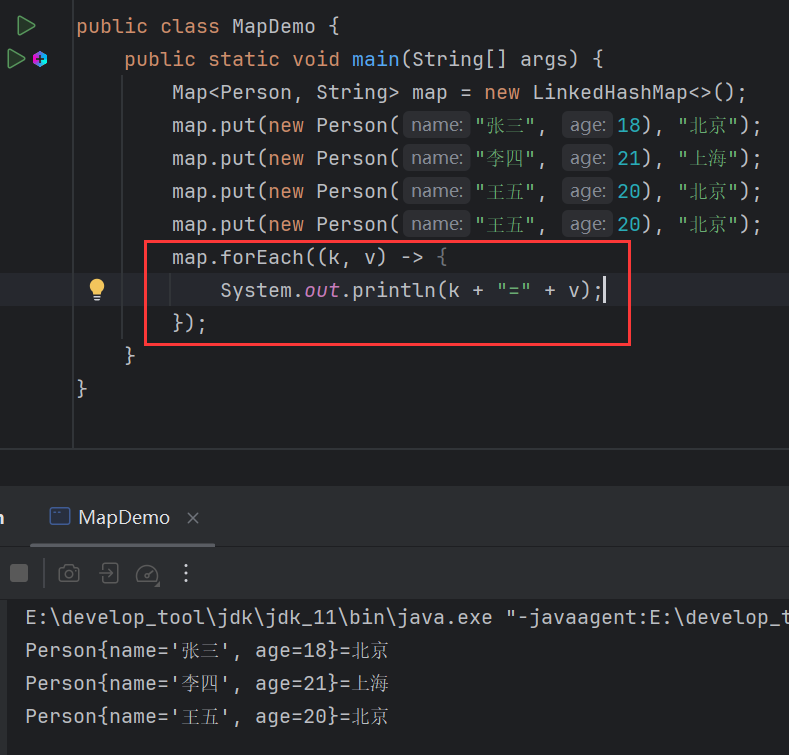 public class MapDemo {
public static void main(String[] args) {
Map<Person, String> map = new LinkedHashMap<>();
map.put(new Person( name: "张三", age: 18), "北京");
map.put(new Person( name: "李四", age: 21), "上海");
map.put(new Person( name: "王五", age: 20), "北京");
map.put(new Person( name: "王五", age: 20), "北京");
map.forEach((k, v) -> {
System.out.println(k + "=" + v);
});
}
}
MapDemo ×
E:\develop_tool\jdk\jdk_11\bin\java.exe "-javaagent:E:\develop_t
Person{name='张三', age=18}=北京
Person{name='李四', age=21}=上海
Person{name='王五', age=20}=北京